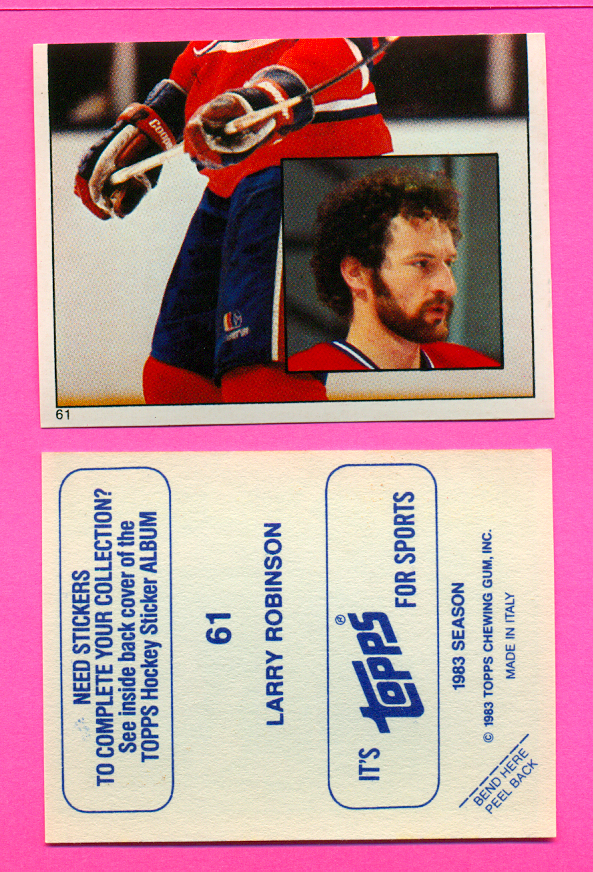 COOPER
61
NEED STICKERS
TO COMPLETE YOUR COLLECTION?
See inside back cover of the
TOPPS Hockey Sticker ALBUM
61
LARRY ROBINSON
IT'S TOPPS® FOR SPORTS
1983 SEASON
© 1983 TOPPS CHEWING GUM, INC.
MADE IN ITALY
BEND HERE
PEEL BACK